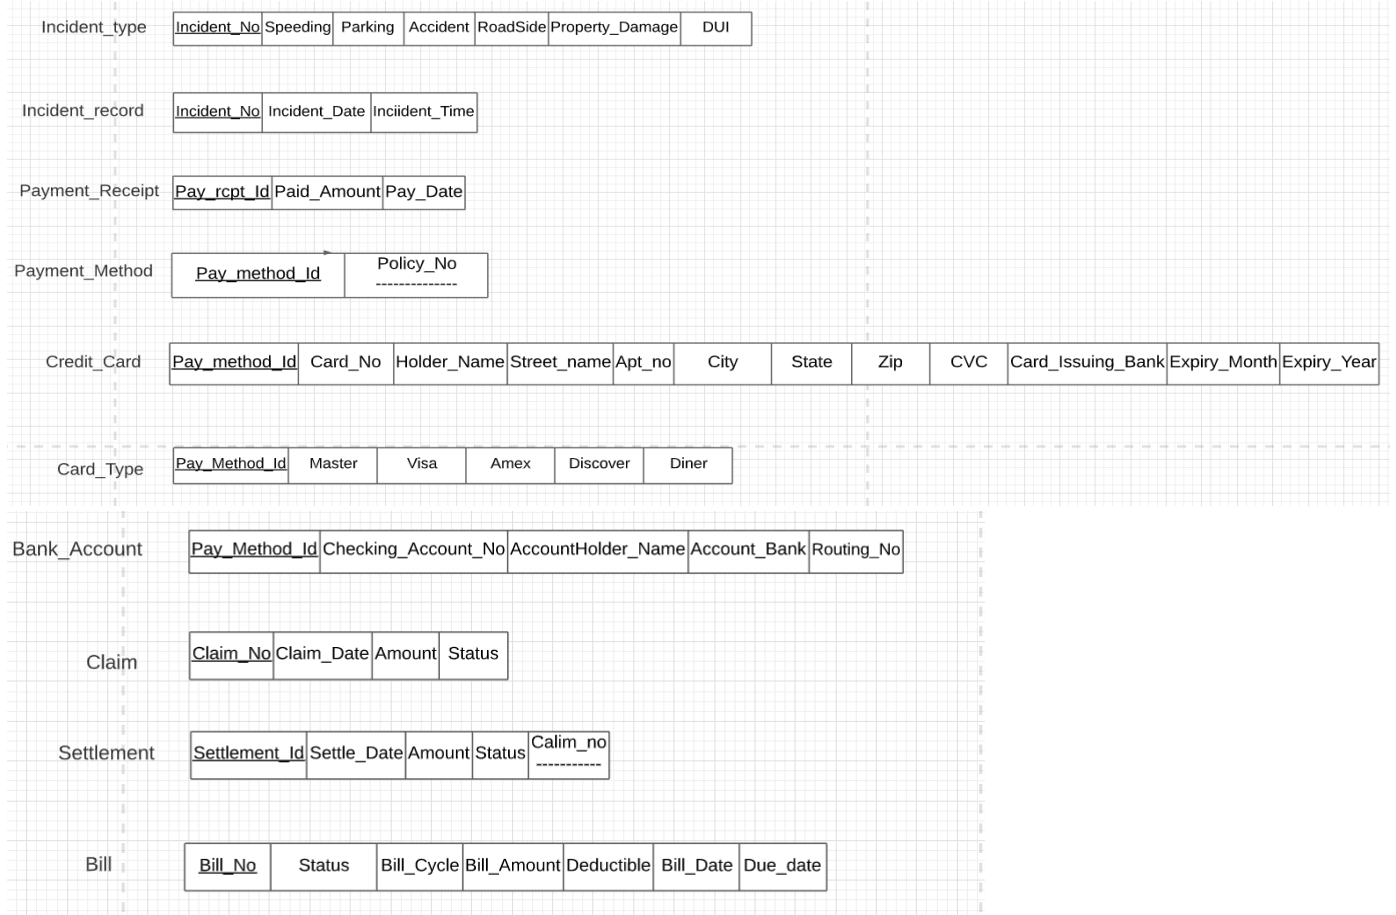 Incident_type Incident_No Speeding Parking Accident RoadSide Property_Damage DUI
Incident_record Incident_No Incident_Date Inciident_Time
Payment_Receipt Pay_rcpt_Id Paid_Amount Pay_Date
Payment_Method Pay_method_Id Policy_No
Credit_Card Pay_method_Id Card_No Holder_Name Street_name Apt_no City State Zip CVC Card_Issuing_Bank Expiry_Month Expiry_Year
Card_Type Pay_Method_Id Master Visa Amex Discover Diner
Bank_Account Pay_Method_Id Checking_Account_No AccountHolder_Name Account_Bank Routing_No
Claim Claim_No Claim_Date Amount Status
Settlement Settlement_Id Settle_Date Amount Status Calim_no
Bill Bill_No Status Bill_Cycle Bill_Amount Deductible Bill_Date Due_date